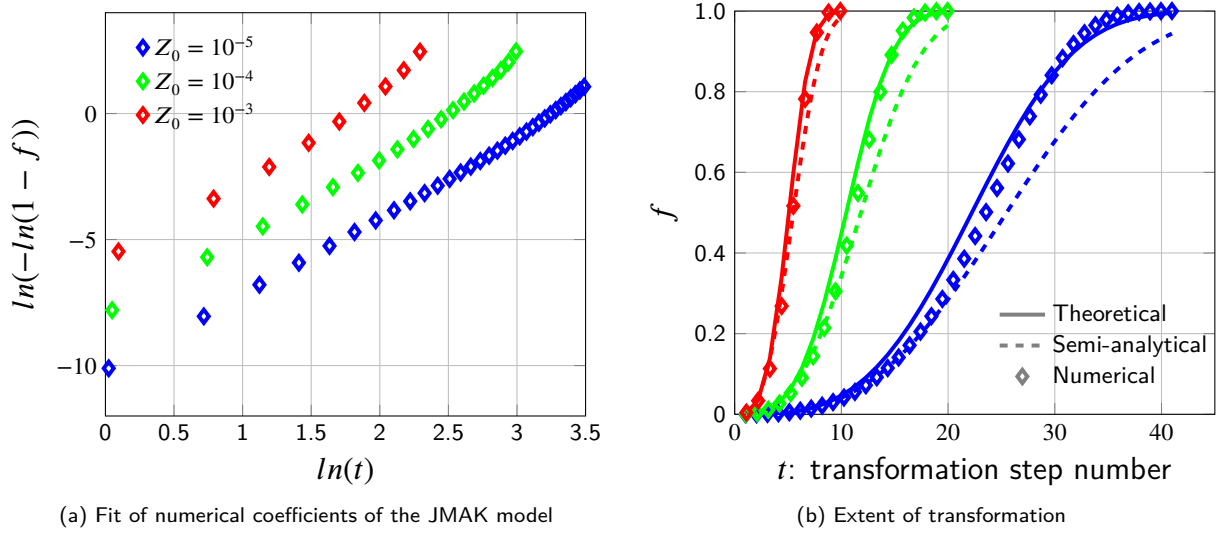 Z₀ = 10⁻⁵
Z₀ = 10⁻⁴
Z₀ = 10⁻³
0
−5
−10
ln(−ln(1 − f))
0 0.5 1 1.5 2 2.5 3 3.5
ln(t)
(a) Fit of numerical coefficients of the JMAK model
1.0
0.8
0.6
0.4
0.2
0
f
Theoretical
Semi-analytical
Numerical
0 10 20 30 40
t: transformation step number
(b) Extent of transformation